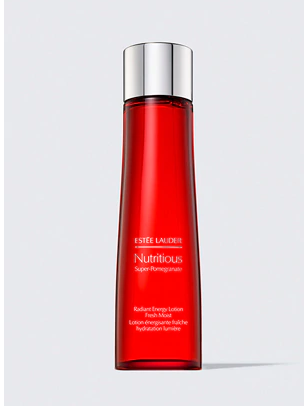 ESTĒE LAUDER
Nutritious
Super-Pomegranate
Radiant Energy Lotion
Fresh Moist
Lotion énergisante fraîche
hydratation lumière